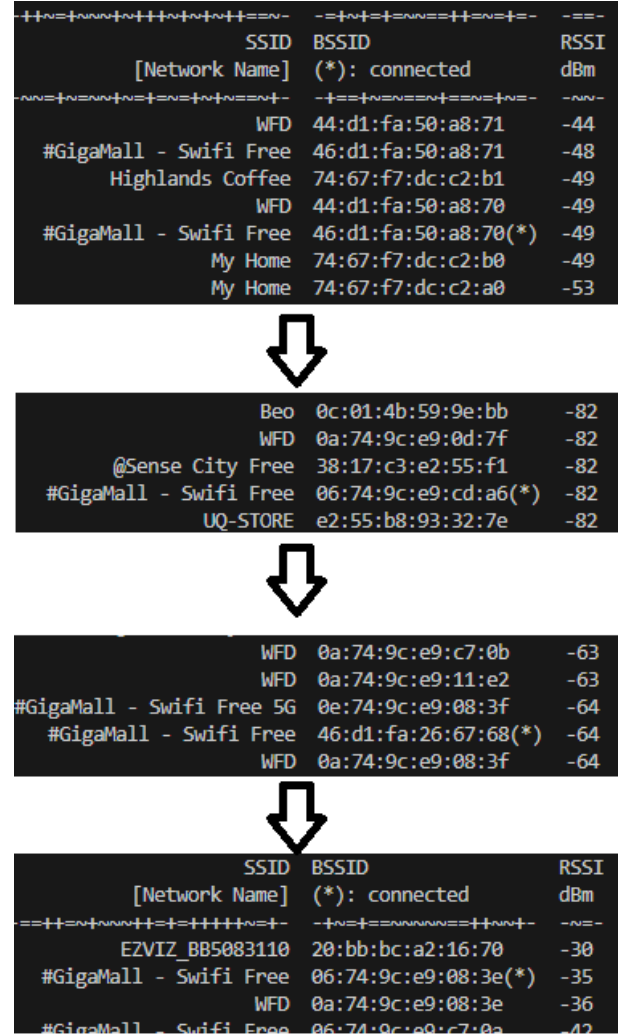 -++~=+~~~+~+++~+~+~++==~- -=+~+=+=~~==++=~=+=- -==-
SSID BSSID RSSI
[Network Name] (*): connected dBm
-~~=+~=~~+~=+=~=+~+~==~+- -+==+~=~==~+==~=+~=- -~~-
WFD 44:d1:fa:50:a8:71 -44
#GigaMall - Swifi Free 46:d1:fa:50:a8:71 -48
Highlands Coffee 74:67:f7:dc:c2:b1 -49
WFD 44:d1:fa:50:a8:70 -49
#GigaMall - Swifi Free 46:d1:fa:50:a8:70(*) -49
My Home 74:67:f7:dc:c2:b0 -49
My Home 74:67:f7:dc:c2:a0 -53
Beo 0c:01:4b:59:9e:bb -82
WFD 0a:74:9c:e9:0d:7f -82
@Sense City Free 38:17:c3:e2:55:f1 -82
#GigaMall - Swifi Free 06:74:9c:e9:cd:a6(*) -82
UQ-STORE e2:55:b8:93:32:7e -82
WFD 0a:74:9c:e9:c7:0b -63
WFD 0a:74:9c:e9:11:e2 -63
#GigaMall - Swifi Free 5G 0e:74:9c:e9:08:3f -64
#GigaMall - Swifi Free 46:d1:fa:26:67:68(*) -64
WFD 0a:74:9c:e9:08:3f -64
SSID BSSID RSSI
[Network Name] (*): connected dBm
-==++=+~~~++=+=+++++~=+- -+~=+==~~~~~==++~~+- -~=-
EZVIZ_BB5083110 20:bb:bc:a2:16:70 -30
#GigaMall - Swifi Free 06:74:9c:e9:08:3e(*) -35
WFD 0a:74:9c:e9:08:3e -36
#GigaMall - Swifi Free 06:74:9c:e9:c7:0a -42